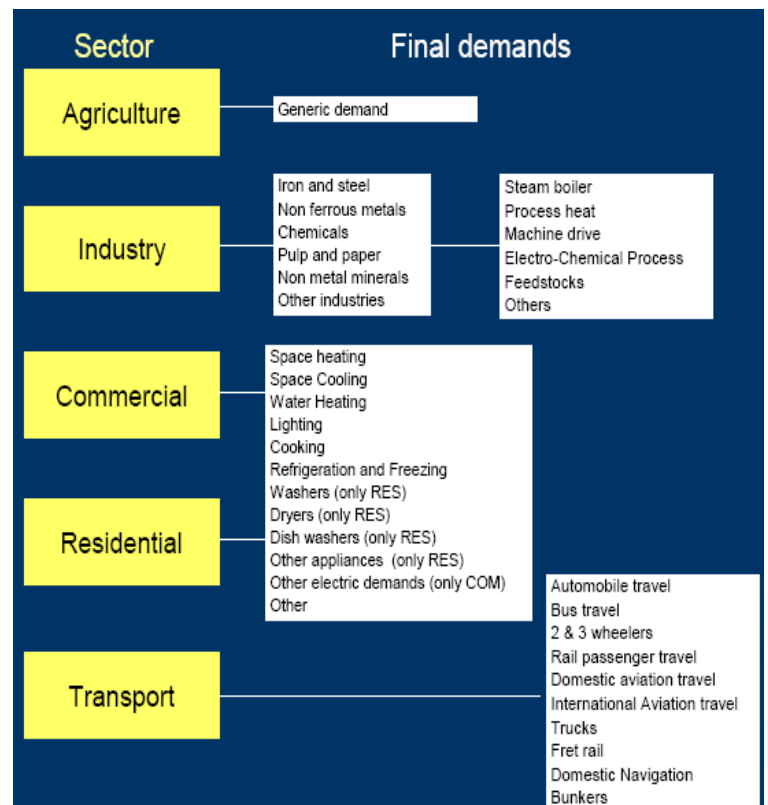 Sector
Final demands
Agriculture
Generic demand
Industry
Iron and steel
Non ferrous metals
Chemicals
Pulp and paper
Non metal minerals
Other industries
Steam boiler
Process heat
Machine drive
Electro-Chemical Process
Feedstocks
Others
Commercial
Residential
Space heating
Space Cooling
Water Heating
Lighting
Cooking
Refrigeration and Freezing
Washers (only RES)
Dryers (only RES)
Dish washers (only RES)
Other appliances (only RES)
Other electric demands (only COM)
Other
Transport
Automobile travel
Bus travel
2 & 3 wheelers
Rail passenger travel
Domestic aviation travel
International Aviation travel
Trucks
Fret rail
Domestic Navigation
Bunkers